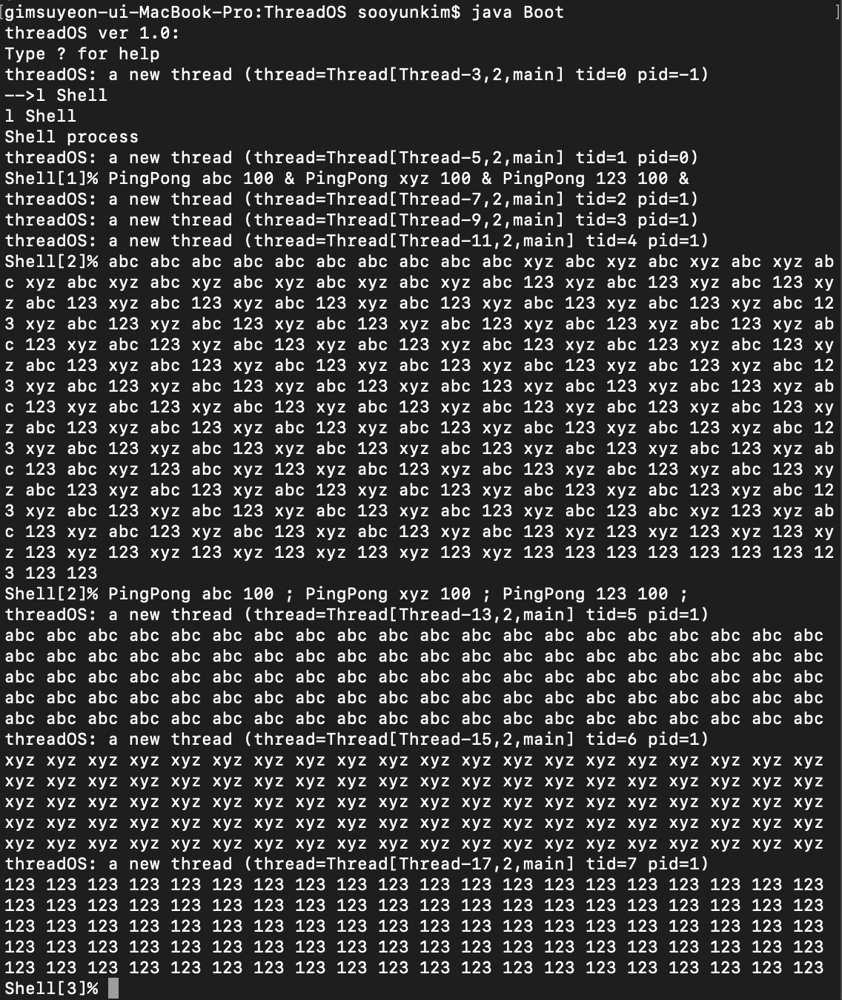 gimsuyeon-ui-MacBook-Pro:ThreadOS sooyunkim$ java Boot
threadOS ver 1.0:
Type ? for help
threadOS: a new thread (thread=Thread[Thread-3,2,main] tid=0 pid=-1)
-->l Shell
l Shell
Shell process
threadOS: a new thread (thread=Thread[Thread-5,2,main] tid=1 pid=0)
Shell[1]% PingPong abc 100 & PingPong xyz 100 & PingPong 123 100 &
threadOS: a new thread (thread=Thread[Thread-7,2,main] tid=2 pid=1)
threadOS: a new thread (thread=Thread[Thread-9,2,main] tid=3 pid=1)
threadOS: a new thread (thread=Thread[Thread-11,2,main] tid=4 pid=1)
Shell[2]% abc abc abc abc abc abc abc abc abc abc xyz abc xyz abc xyz abc xyz ab
c xyz abc xyz abc xyz abc xyz abc xyz abc xyz abc 123 xyz abc 123 xyz abc 123 xy
z abc 123 xyz abc 123 xyz abc 123 xyz abc 123 xyz abc 123 xyz abc 123 xyz abc 12
3 xyz abc 123 xyz abc 123 xyz abc 123 xyz abc 123 xyz abc 123 xyz abc 123 xyz ab
c 123 xyz abc 123 xyz abc 123 xyz abc 123 xyz abc 123 xyz abc 123 xyz abc 123 xy
z abc 123 xyz abc 123 xyz abc 123 xyz abc 123 xyz abc 123 xyz abc 123 xyz abc 12
3 xyz abc 123 xyz abc 123 xyz abc 123 xyz abc 123 xyz abc 123 xyz abc 123 xyz ab
c 123 xyz abc 123 xyz abc 123 xyz abc 123 xyz abc 123 xyz abc 123 xyz abc 123 xy
z abc 123 xyz abc 123 xyz abc 123 xyz abc 123 xyz abc 123 xyz abc 123 xyz abc 12
3 xyz abc 123 xyz abc 123 xyz abc 123 xyz abc 123 xyz abc 123 xyz abc 123 xyz ab
c 123 abc xyz 123 abc xyz 123 xyz abc 123 xyz abc 123 xyz abc 123 xyz abc 123 xy
z abc 123 xyz abc 123 xyz abc 123 xyz abc 123 xyz abc 123 xyz abc 123 xyz abc 12
3 xyz abc 123 xyz abc 123 xyz abc 123 xyz abc 123 xyz abc 123 abc xyz 123 xyz ab
c 123 xyz abc 123 xyz abc 123 xyz abc 123 xyz abc 123 xyz 123 xyz 123 xyz 123 xy
z 123 xyz 123 xyz 123 xyz 123 xyz 123 xyz 123 xyz 123 123 123 123 123 123 123 12
3 123 123
Shell[2]% PingPong abc 100 ; PingPong xyz 100 ; PingPong 123 100 ;
threadOS: a new thread (thread=Thread[Thread-13,2,main] tid=5 pid=1)
abc abc abc abc abc abc abc abc abc abc abc abc abc abc abc abc abc abc abc abc
abc abc abc abc abc abc abc abc abc abc abc abc abc abc abc abc abc abc abc abc
abc abc abc abc abc abc abc abc abc abc abc abc abc abc abc abc abc abc abc abc
abc abc abc abc abc abc abc abc abc abc abc abc abc abc abc abc abc abc abc abc
abc abc abc abc abc abc abc abc abc abc abc abc abc abc abc abc abc abc abc abc
threadOS: a new thread (thread=Thread[Thread-15,2,main] tid=6 pid=1)
xyz xyz xyz xyz xyz xyz xyz xyz xyz xyz xyz xyz xyz xyz xyz xyz xyz xyz xyz xyz
xyz xyz xyz xyz xyz xyz xyz xyz xyz xyz xyz xyz xyz xyz xyz xyz xyz xyz xyz xyz
xyz xyz xyz xyz xyz xyz xyz xyz xyz xyz xyz xyz xyz xyz xyz xyz xyz xyz xyz xyz
xyz xyz xyz xyz xyz xyz xyz xyz xyz xyz xyz xyz xyz xyz xyz xyz xyz xyz xyz xyz
xyz xyz xyz xyz xyz xyz xyz xyz xyz xyz xyz xyz xyz xyz xyz xyz xyz xyz xyz xyz
threadOS: a new thread (thread=Thread[Thread-17,2,main] tid=7 pid=1)
123 123 123 123 123 123 123 123 123 123 123 123 123 123 123 123 123 123 123 123
123 123 123 123 123 123 123 123 123 123 123 123 123 123 123 123 123 123 123 123
123 123 123 123 123 123 123 123 123 123 123 123 123 123 123 123 123 123 123 123
123 123 123 123 123 123 123 123 123 123 123 123 123 123 123 123 123 123 123 123
123 123 123 123 123 123 123 123 123 123 123 123 123 123 123 123 123 123 123 123
Shell[3]%